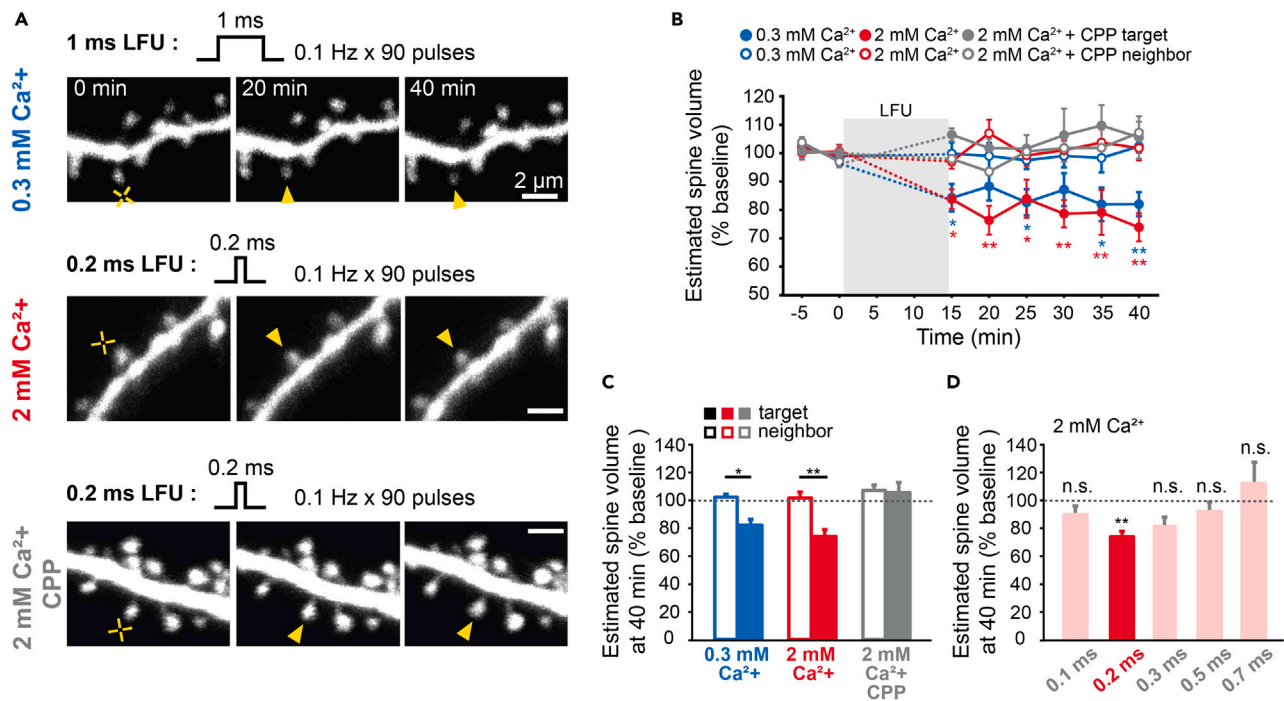 A
1 ms
1 ms LFU :
0.1 Hz x 90 pulses
0.3 mM Ca²⁺
0 min
20 min
40 min
2 µm
0.2 ms
0.2 ms LFU :
0.1 Hz x 90 pulses
2 mM Ca²⁺
0.2 ms
0.2 ms LFU :
0.1 Hz x 90 pulses
2 mM Ca²⁺
CPP
B
0.3 mM Ca²⁺ 2 mM Ca²⁺ 2 mM Ca²⁺ + CPP target
0.3 mM Ca²⁺ 2 mM Ca²⁺ 2 mM Ca²⁺ + CPP neighbor
Estimated spine volume
(% baseline)
120
110
100
90
80
70
60
50
LFU
* * ** * * ** * ** ** **
-5 0 5 10 15 20 25 30 35 40
Time (min)
C
target
neighbor
Estimated spine volume
at 40 min (% baseline )
140
120
100
80
60
40
20
0
* **
0.3 mM
Ca²⁺
2 mM
Ca²⁺
2 mM
Ca²⁺
CPP
D
2 mM Ca²⁺
Estimated spine volume
at 40 min (% baseline )
140
120
100
80
60
40
20
0
n.s. ** n.s. n.s. n.s.
0.1 ms
0.2 ms
0.3 ms
0.5 ms
0.7 ms